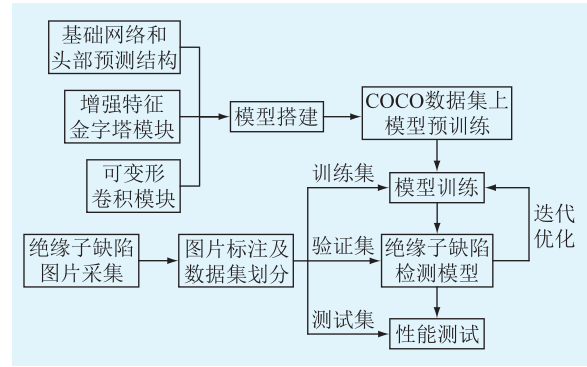 基础网络和
头部预测结构
增强特征
金字塔模块
可变形
卷积模块
模型搭建
COCO数据集上
模型预训练
训练集
模型训练
迭代
优化
绝缘子缺陷
图片采集
图片标注及
数据集划分
验证集
绝缘子缺陷
检测模型
测试集
性能测试